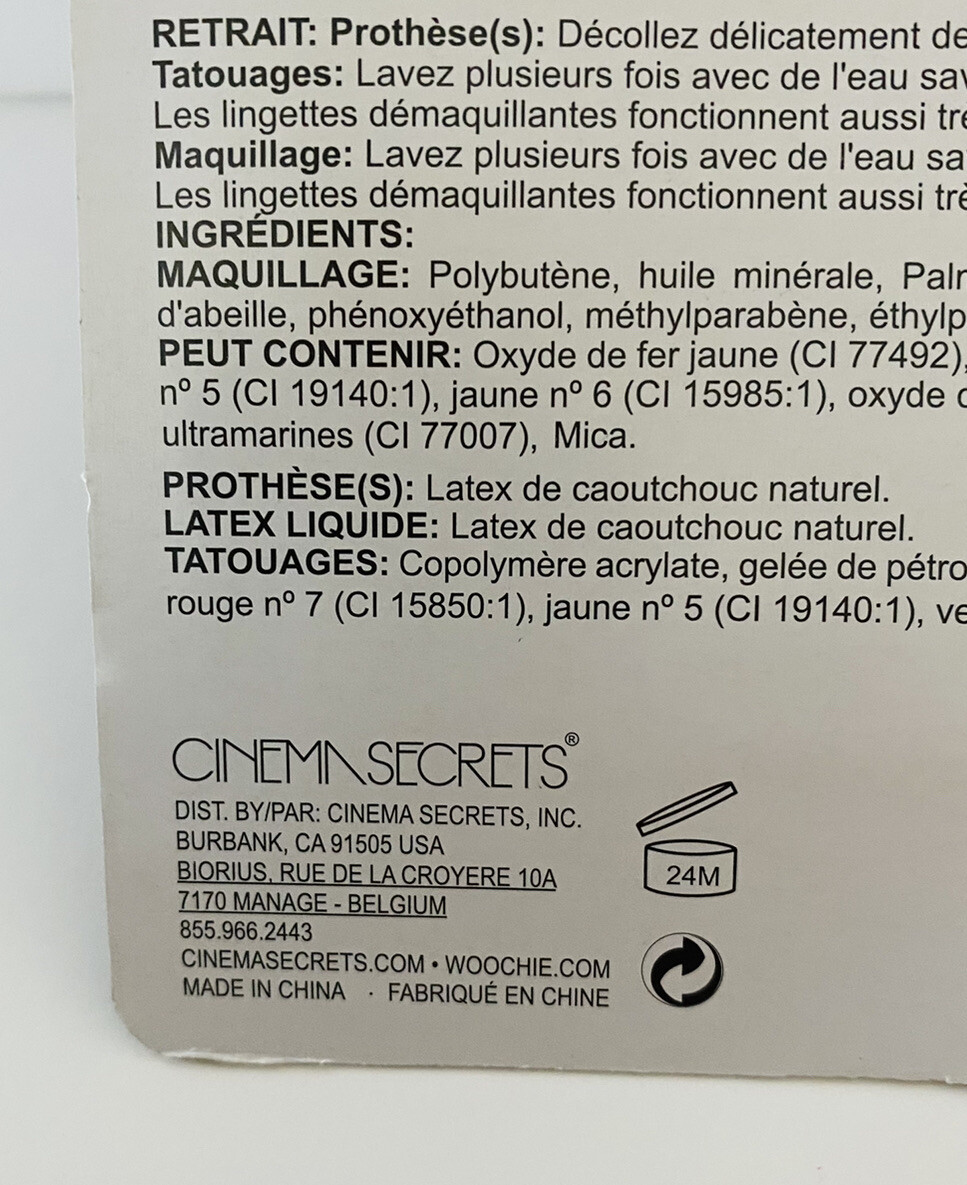 RETRAIT: Prothèse(s): Décollez délicatement de
Tatouages: Lavez plusieurs fois avec de l'eau
Les lingettes démaquillantes fonctionnent aussi
Maquillage: Lavez plusieurs fois avec de l'eau
Les lingettes démaquillantes fonctionnent aussi
INGRÉDIENTS:
MAQUILLAGE: Polybutène, huile minérale,
d'abeille, phénoxyéthanol, méthylparabène,
PEUT CONTENIR: Oxyde de fer jaune (CI 77492),
nº 5 (CI 19140:1), jaune nº 6 (CI 15985:1), oxyde
ultramarines (CI 77007), Mica.
PROTHÈSE(S): Latex de caoutchouc naturel.
LATEX LIQUIDE: Latex de caoutchouc naturel.
TATOUAGES: Copolymère acrylate, gelée de
rouge nº 7 (CI 15850:1), jaune nº 5 (CI 19140:1),
CINEMA SECRETS®
DIST. BY/PAR: CINEMA SECRETS, INC.
BURBANK, CA 91505 USA
BIORIUS, RUE DE LA CROYERE 10A
7170 MANAGE - BELGIUM
855.966.2443
CINEMASECRETS.COM • WOOCHIE.COM
MADE IN CHINA · FABRIQUÉ EN CHINE
24M